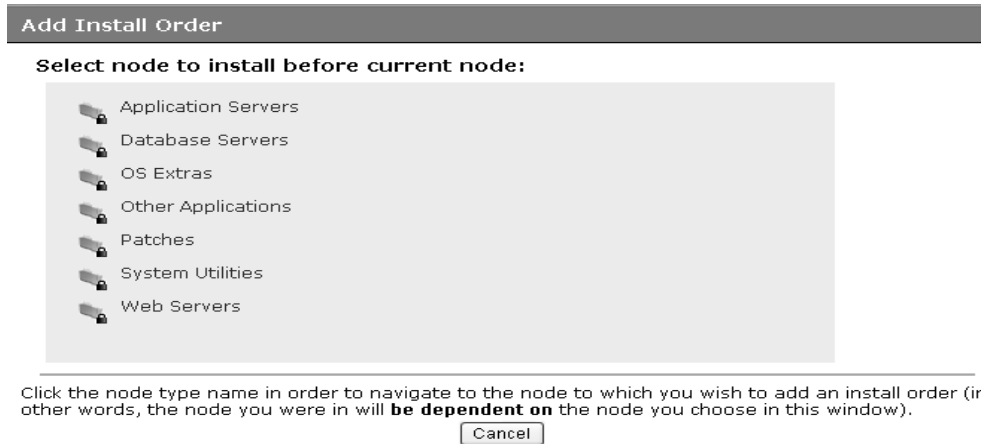 Add Install Order
Select node to install before current node:
Application Servers
Database Servers
OS Extras
Other Applications
Patches
System Utilities
Web Servers
Click the node type name in order to navigate to the node to which you wish to add an install order (in
other words, the node you were in will be dependent on the node you choose in this window).
Cancel